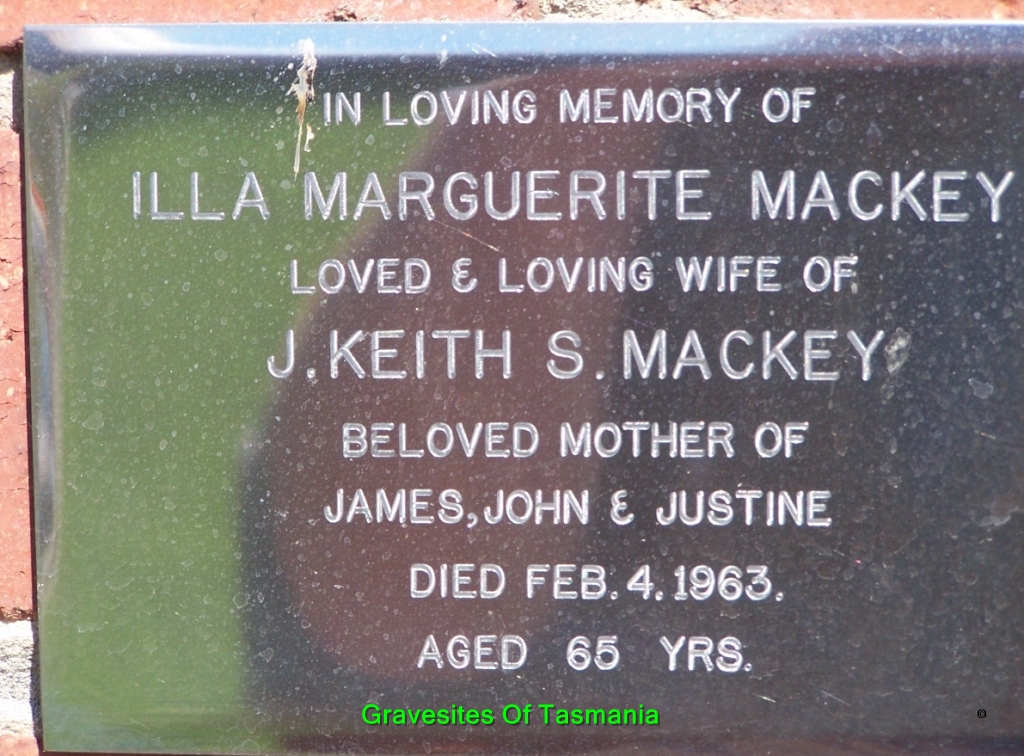 IN LOVING MEMORY OF
ILLA MARGUERITE MACKEY
LOVED & LOVING WIFE OF
J. KEITH S. MACKEY
BELOVED MOTHER OF
JAMES, JOHN & JUSTINE
DIED FEB. 4. 1963.
AGED 65 YRS.
Gravesites Of Tasmania
©